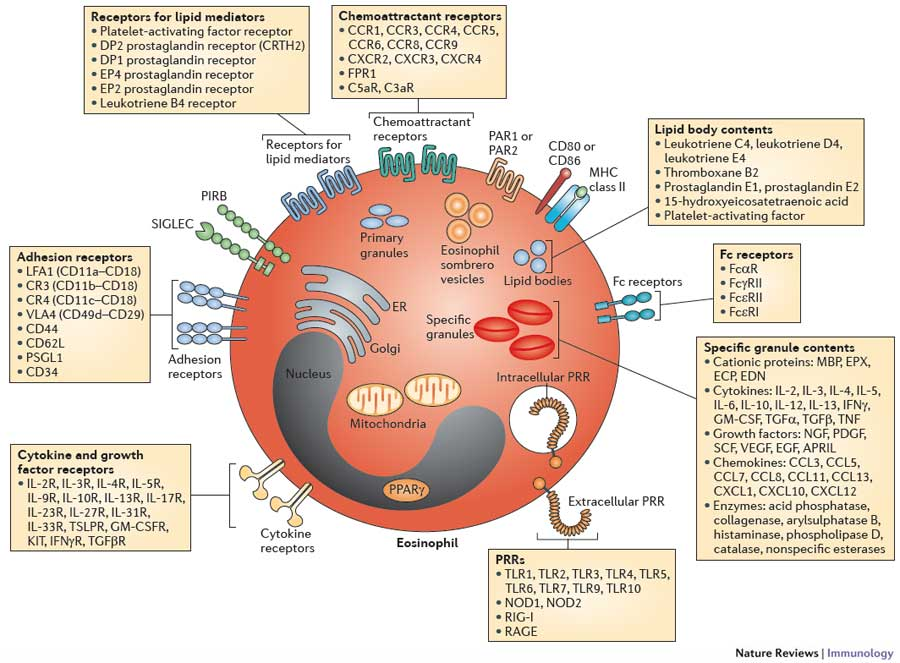 Receptors for lipid mediators
• Platelet-activating factor receptor
• DP2 prostaglandin receptor (CRTH2)
• DP1 prostaglandin receptor
• EP4 prostaglandin receptor
• EP2 prostaglandin receptor
• Leukotriene B4 receptor
Chemoattractant receptors
• CCR1, CCR3, CCR4, CCR5,
CCR6, CCR8, CCR9
• CXCR2, CXCR3, CXCR4
• FPR1
• C5aR, C3aR
Receptors for
lipid mediators
Chemoattractant
receptors
PAR1 or
PAR2
CD80 or
CD86
MHC
class II
Lipid body contents
• Leukotriene C4, leukotriene D4,
leukotriene E4
• Thromboxane B2
• Prostaglandin E1, prostaglandin E2
• 15-hydroxyeicosatetraenoic acid
• Platelet-activating factor
PIRB
SIGLEC
Primary
granules
Eosinophil
sombrero
vesicles
Lipid bodies
Adhesion receptors
• LFA1 (CD11a–CD18)
• CR3 (CD11b–CD18)
• CR4 (CD11c–CD18)
• VLA4 (CD49d–CD29)
• CD44
• CD62L
• PSGL1
• CD34
Adhesion
receptors
ER
Golgi
Nucleus
Specific
granules
Fc receptors
Fc receptors
• FcαR
• FcγRII
• FcεRII
• FcεRI
Mitochondria
Intracellular PRR
Specific granule contents
• Cationic proteins: MBP, EPX,
ECP, EDN
• Cytokines: IL-2, IL-3, IL-4, IL-5,
IL-6, IL-10, IL-12, IL-13, IFNγ,
GM-CSF, TGFα, TGFβ, TNF
• Growth factors: NGF, PDGF,
SCF, VEGF, EGF, APRIL
• Chemokines: CCL3, CCL5,
CCL7, CCL8, CCL11, CCL13,
CXCL1, CXCL10, CXCL12
• Enzymes: acid phosphatase,
collagenase, arylsulphatase B,
histaminase, phospholipase D,
catalase, nonspecific esterases
Cytokine and growth
factor receptors
• IL-2R, IL-3R, IL-4R, IL-5R,
IL-9R, IL-10R, IL-13R, IL-17R,
IL-23R, IL-27R, IL-31R,
IL-33R, TSLPR, GM-CSFR,
KIT, IFNγR, TGFβR
Cytokine
receptors
PPARγ
Extracellular PRR
Eosinophil
PRRs
• TLR1, TLR2, TLR3, TLR4, TLR5,
TLR6, TLR7, TLR9, TLR10
• NOD1, NOD2
• RIG-I
• RAGE
Nature Reviews | Immunology